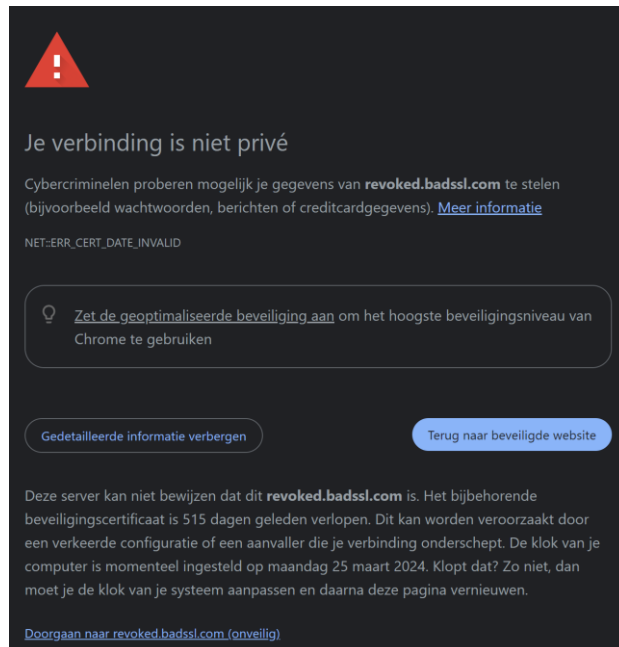 Je verbinding is niet privé
Cybercriminelen proberen mogelijk je gegevens van revoked.badssl.com te stelen
(bijvoorbeeld wachtwoorden, berichten of creditcardgegevens). Meer informatie
NET::ERR_CERT_DATE_INVALID
Zet de geoptimaliseerde beveiliging aan om het hoogste beveiligingsniveau van
Chrome te gebruiken
Gedetailleerde informatie verbergen
Terug naar beveiligde website
Deze server kan niet bewijzen dat dit revoked.badssl.com is. Het bijbehorende
beveiligingscertificaat is 515 dagen geleden verlopen. Dit kan worden veroorzaakt door
een verkeerde configuratie of een aanvaller die je verbinding onderschept. De klok van je
computer is momenteel ingesteld op maandag 25 maart 2024. Klopt dat? Zo niet, dan
moet je de klok van je systeem aanpassen en daarna deze pagina vernieuwen.
Doorgaan naar revoked.badssl.com (onveilig)